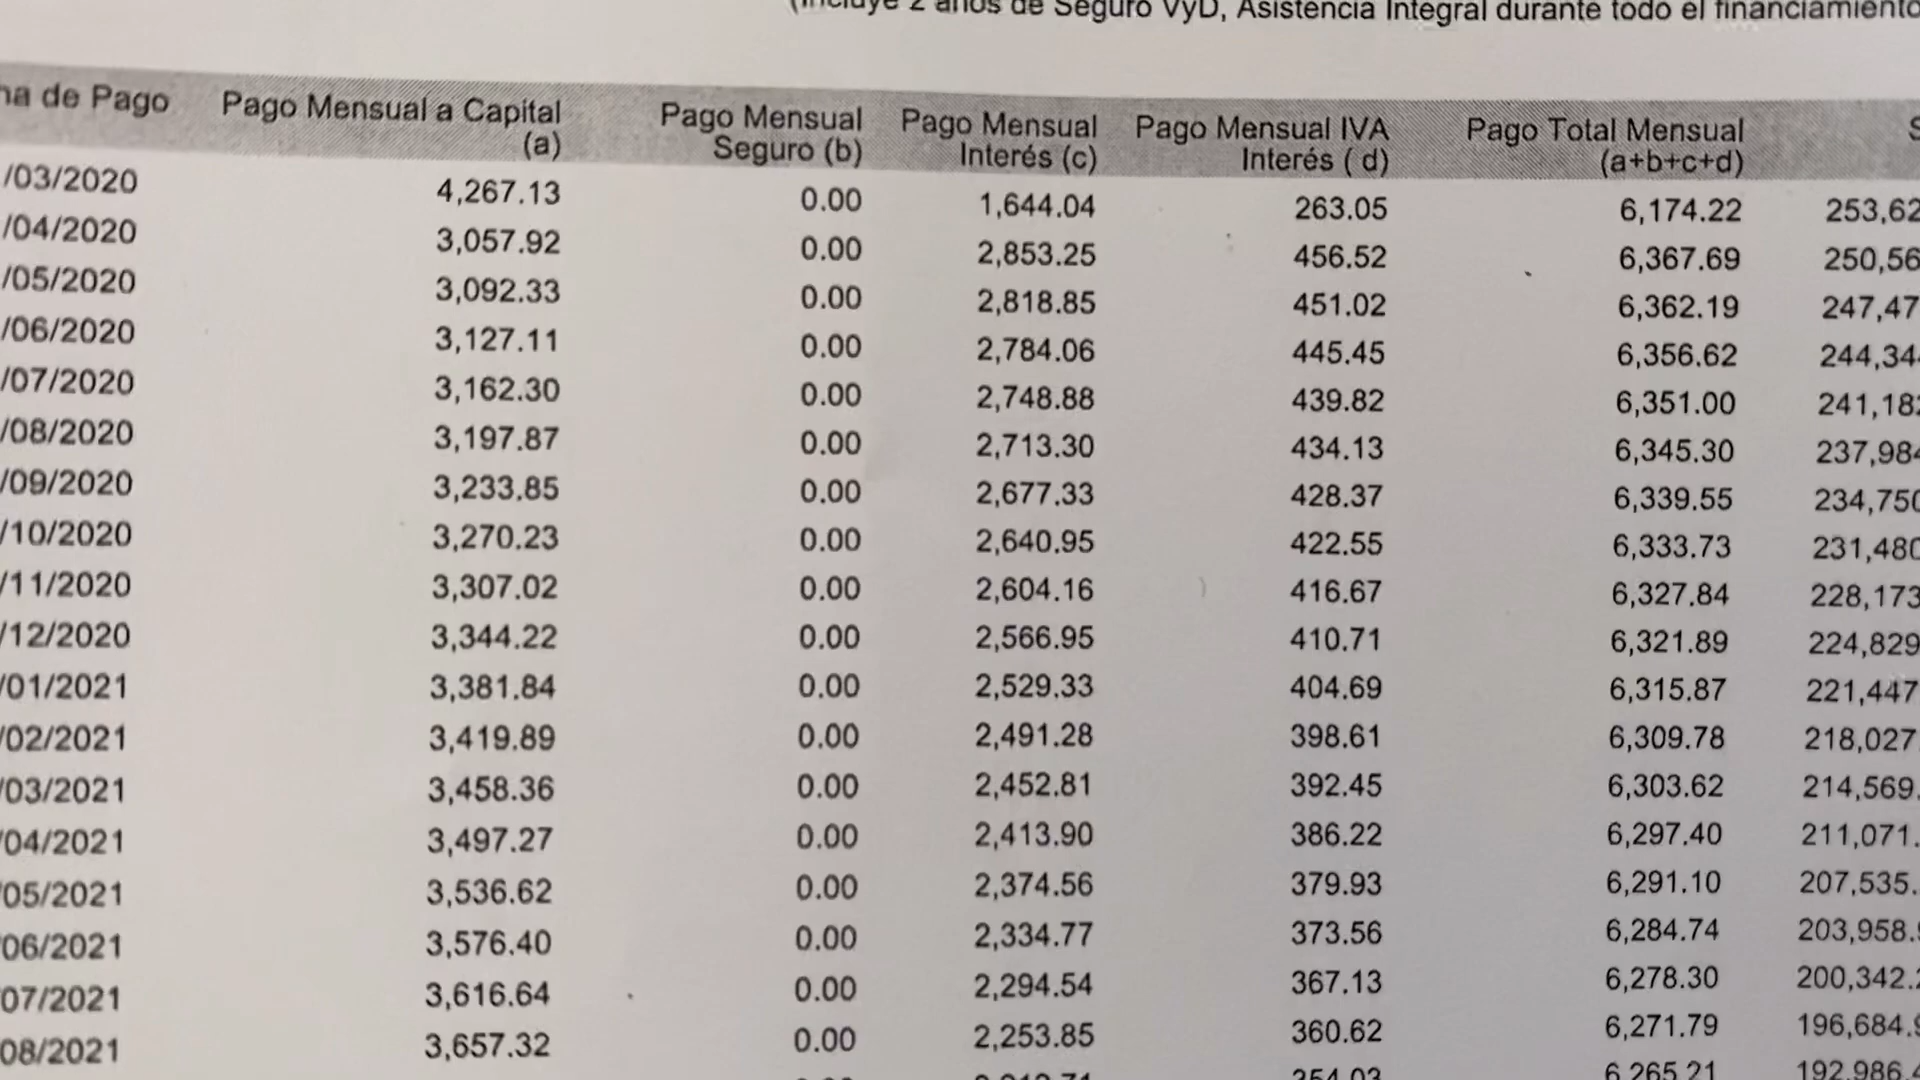 (Incluye 2 años de Seguro VyD, Asistencia Integral durante todo el financiamiento
de Pago Pago Mensual a Capital (a) Pago Mensual Seguro (b) Pago Mensual Interés (c) Pago Mensual IVA Interés ( d) Pago Total Mensual (a+b+c+d)
/03/2020 4,267.13 0.00 1,644.04 263.05 6,174.22 253,62
/04/2020 3,057.92 0.00 2,853.25 456.52 6,367.69 250,56
/05/2020 3,092.33 0.00 2,818.85 451.02 6,362.19 247,47
/06/2020 3,127.11 0.00 2,784.06 445.45 6,356.62 244,34
/07/2020 3,162.30 0.00 2,748.88 439.82 6,351.00 241,18
/08/2020 3,197.87 0.00 2,713.30 434.13 6,345.30 237,984
/09/2020 3,233.85 0.00 2,677.33 428.37 6,339.55 234,750
/10/2020 3,270.23 0.00 2,640.95 422.55 6,333.73 231,480
/11/2020 3,307.02 0.00 2,604.16 416.67 6,327.84 228,173
/12/2020 3,344.22 0.00 2,566.95 410.71 6,321.89 224,829
/01/2021 3,381.84 0.00 2,529.33 404.69 6,315.87 221,447
/02/2021 3,419.89 0.00 2,491.28 398.61 6,309.78 218,027
/03/2021 3,458.36 0.00 2,452.81 392.45 6,303.62 214,569.
/04/2021 3,497.27 0.00 2,413.90 386.22 6,297.40 211,071.
/05/2021 3,536.62 0.00 2,374.56 379.93 6,291.10 207,535.
06/2021 3,576.40 0.00 2,334.77 373.56 6,284.74 203,958.
07/2021 3,616.64 0.00 2,294.54 367.13 6,278.30 200,342.
08/2021 3,657.32 0.00 2,253.85 360.62 6,271.79 196,684.
354.03 6,265.21 192,986.